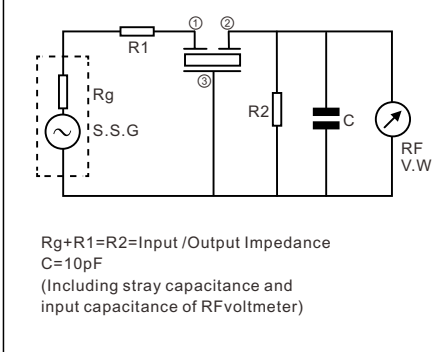 ① ②
R1
③
Rg
R2
C
S.S.G
RF
V.W
Rg+R1=R2=Input /Output Impedance
C=10pF
(Including stray capacitance and
input capacitance of RFvoltmeter)